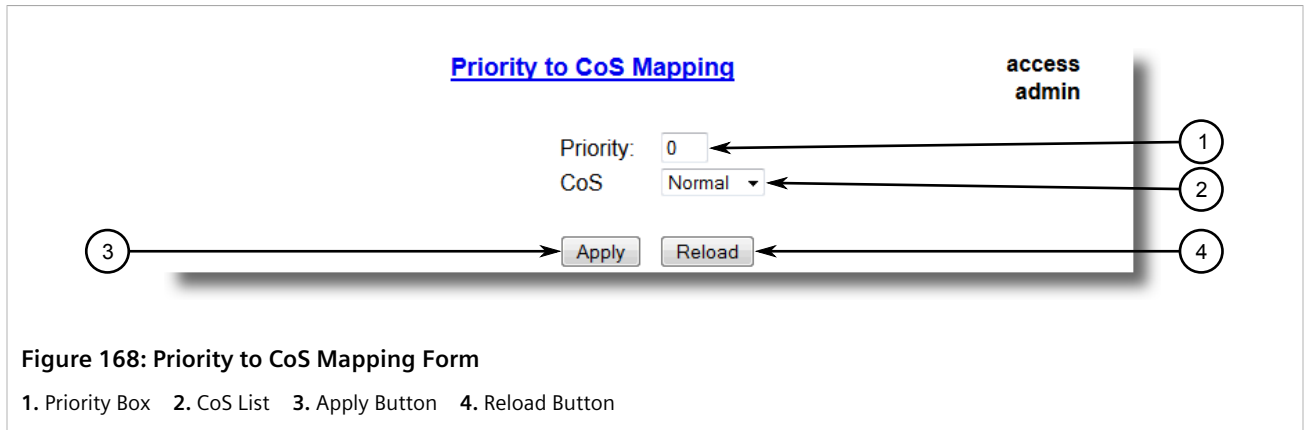 Priority to CoS Mapping
access
admin
Priority: 0
1
CoS Normal
2
3
Apply Reload
4
Figure 168: Priority to CoS Mapping Form
1. Priority Box 2. CoS List 3. Apply Button 4. Reload Button